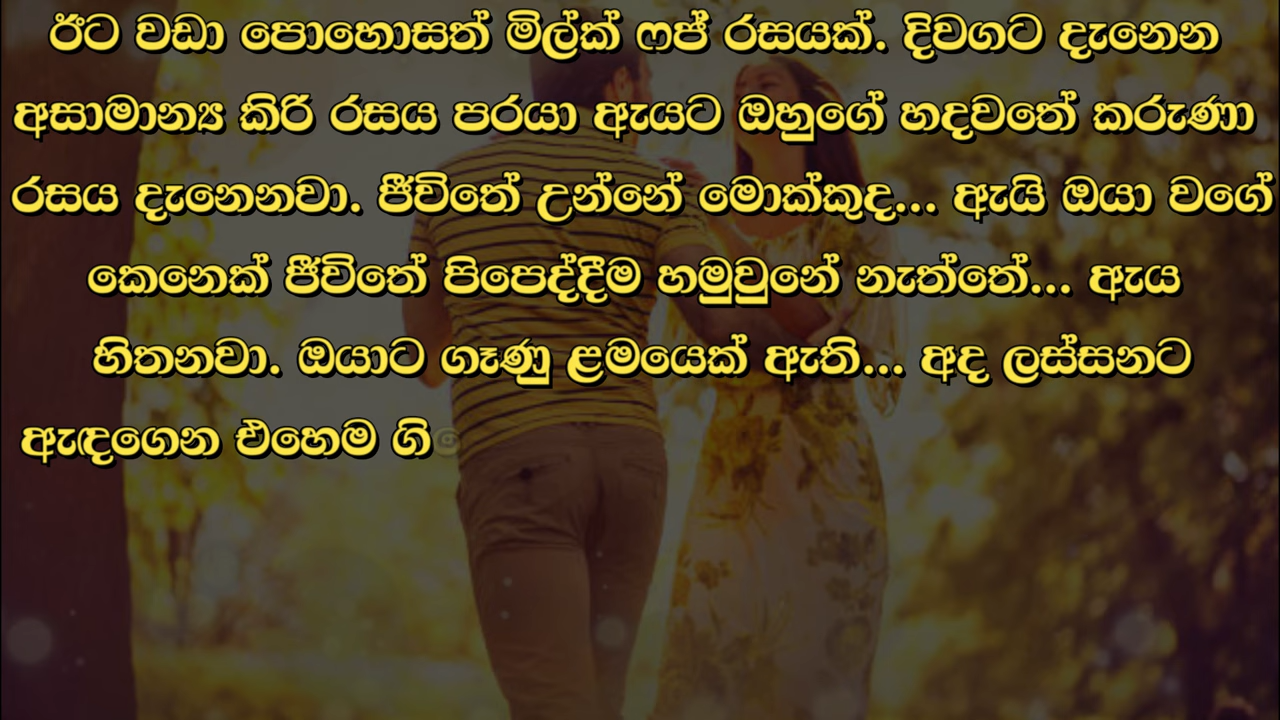 ඊට වඩා පොහොසත් මිල්ක් ෆප් රසයක්. දිවගට දැනෙන
අසාමාන්‍ය කිරි රසය පරයා ඇයට ඔහුගේ හදවතේ කරුණා
රසය දැනෙනවා. ජීවිතේ උන්නේ මොක්කුද... ඇයි ඔයා වගේ
කෙනෙක් ජීවිතේ පිපෙද්දීම හමුවුනේ නැත්තේ... ඇය
හිතනවා. ඔයාට ගෑණු ළමයෙක් ඇති... අද ලස්සනට
ඇඳගෙන එහෙම ගි